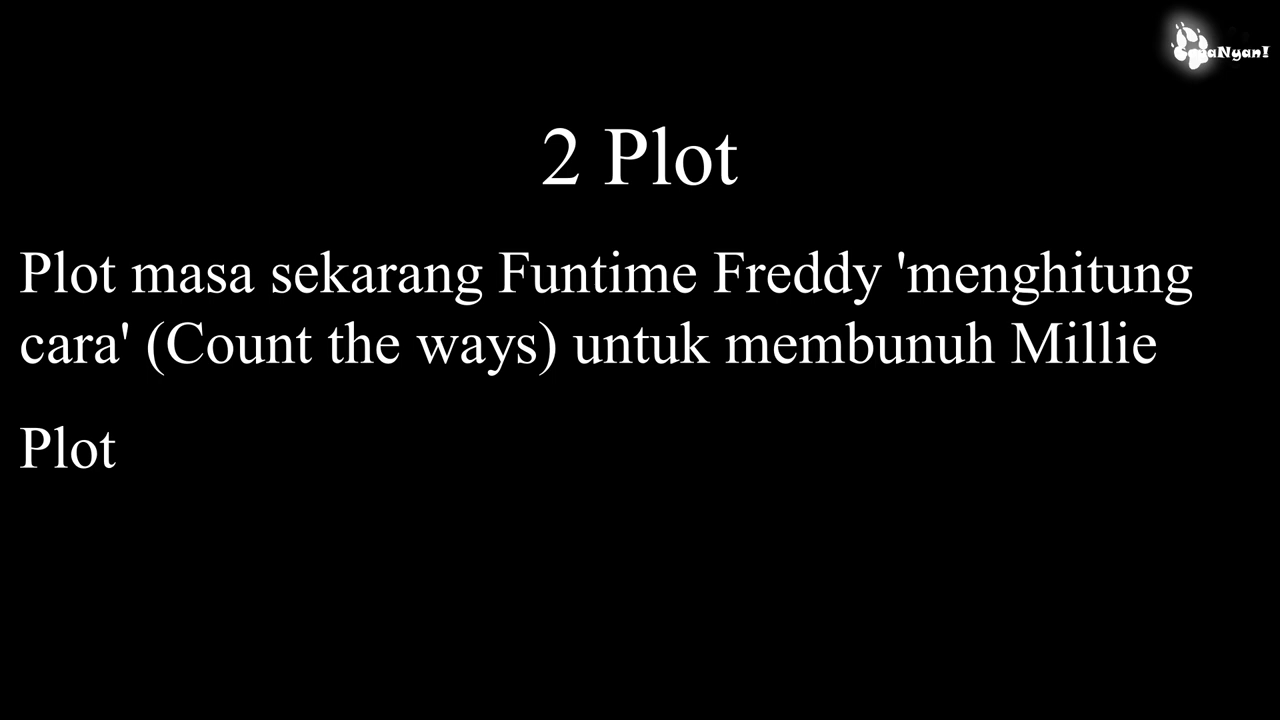 2 Plot
Plot masa sekarang Funtime Freddy 'menghitung
cara' (Count the ways) untuk membunuh Millie
Plot